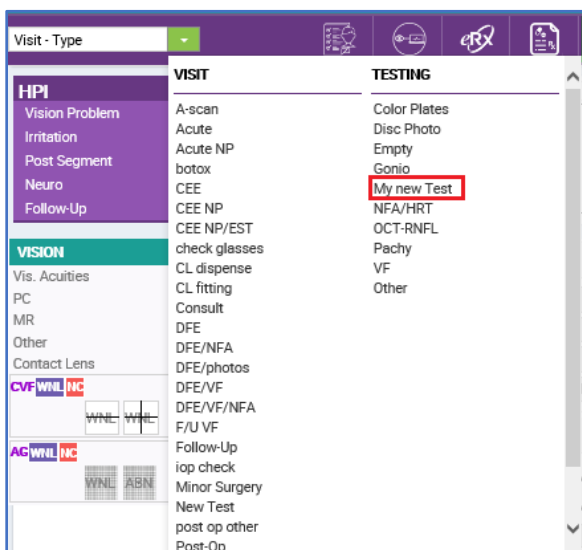 Visit - Type
eRX
HPI
Vision Problem
Irritation
Post Segment
Neuro
Follow-Up
VISION
Vis. Acuities
PC
MR
Other
Contact Lens
CVF WNL NC
WNL WNL
AG WNL NC
WNL ABN
VISIT
A-scan
Acute
Acute NP
botox
CEE
CEE NP
CEE NP/EST
check glasses
CL dispense
CL fitting
Consult
DFE
DFE/NFA
DFE/photos
DFE/VF
DFE/VF/NFA
F/U VF
Follow-Up
iop check
Minor Surgery
New Test
post op other
Post-Op
TESTING
Color Plates
Disc Photo
Empty
Gonio
My new Test
NFA/HRT
OCT-RNFL
Pachy
VF
Other